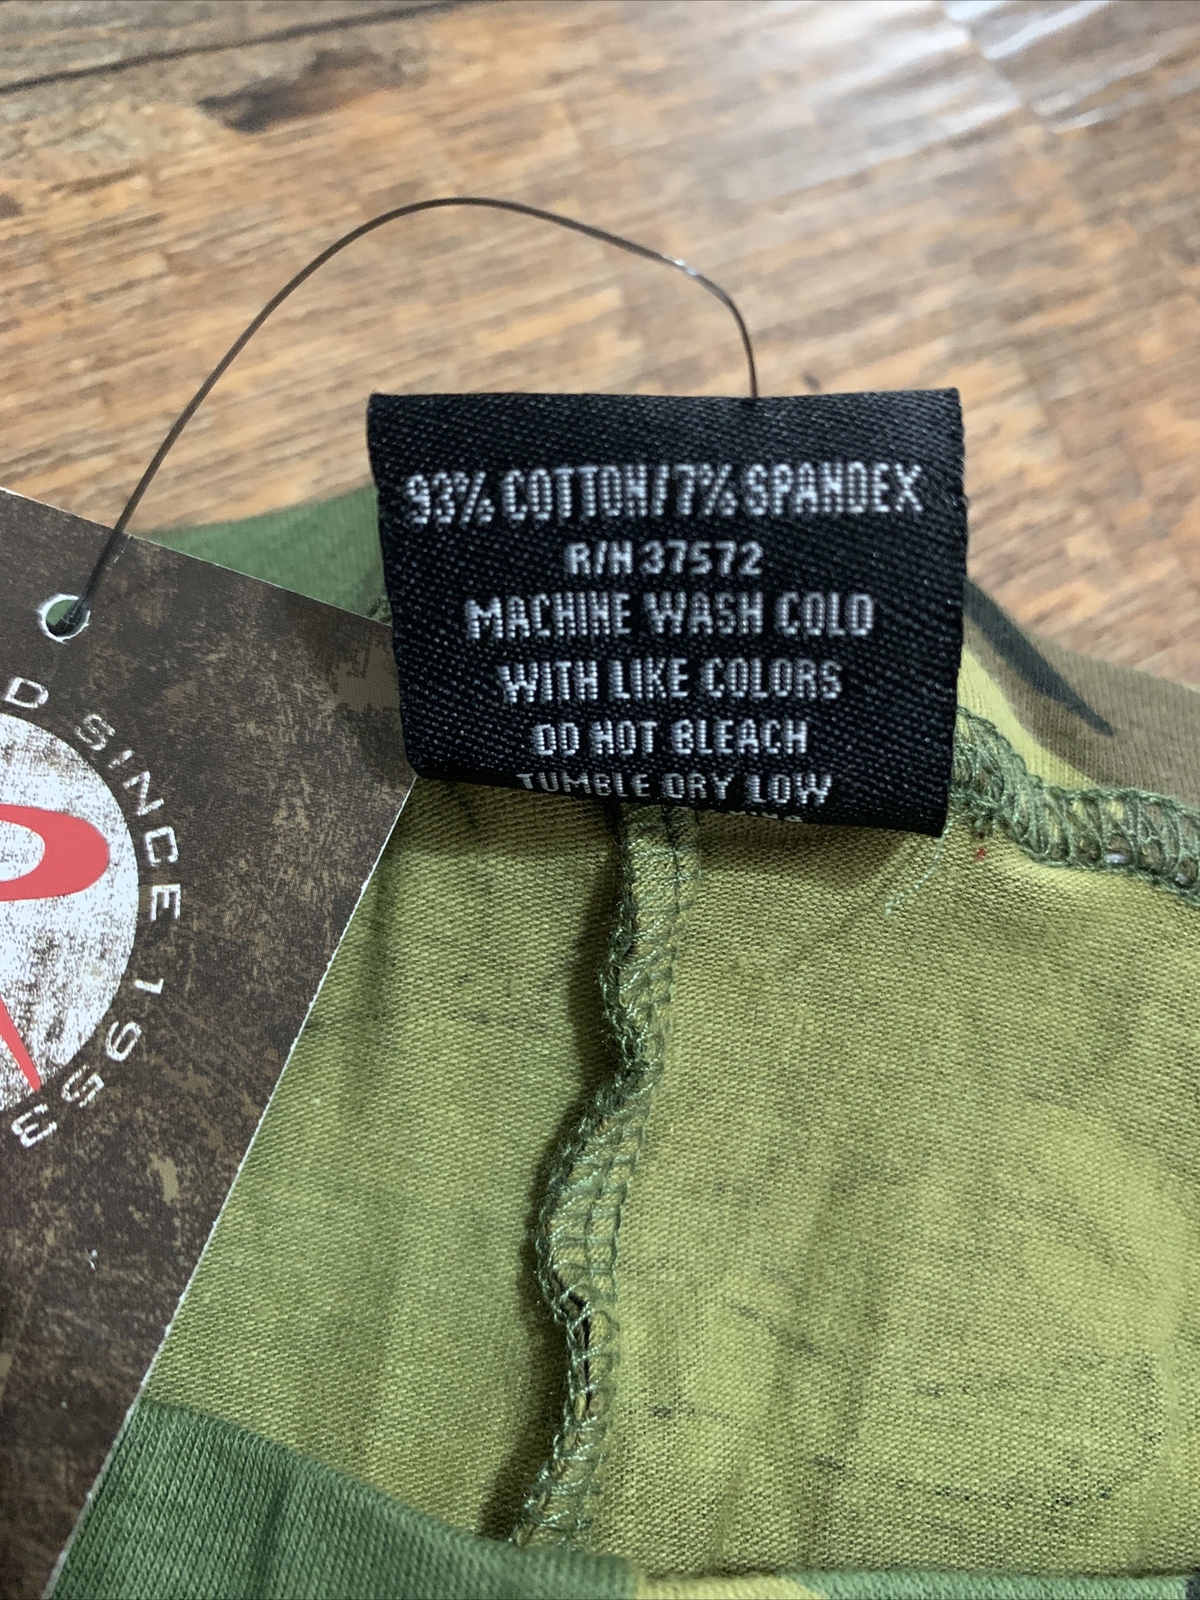 93% COTTON/7% SPANDEX
R/N 37572
MACHINE WASH COLD
WITH LIKE COLORS
DO NOT BLEACH
TUMBLE DRY LOW
D SINCE 1953